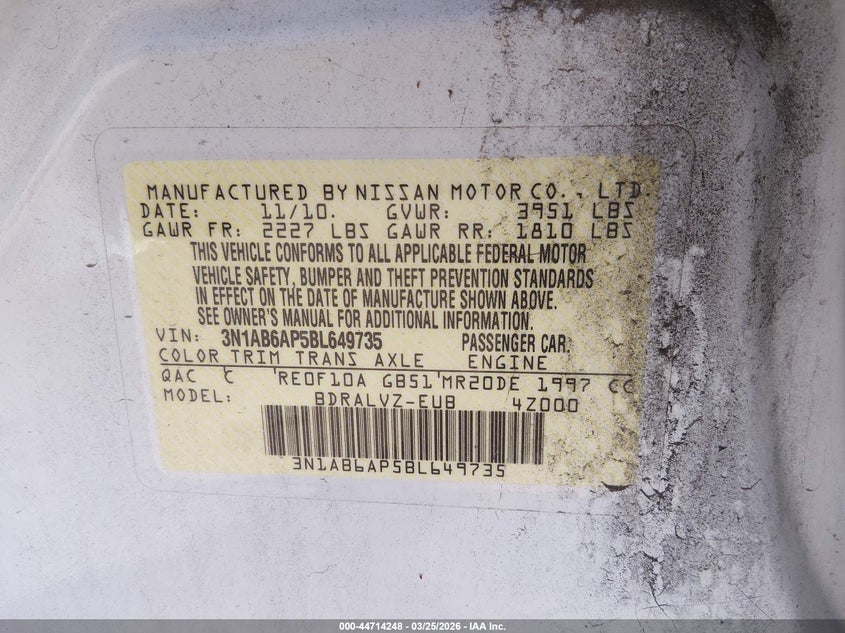 MANUFACTURED BY NISSAN MOTOR CO., LTD.
DATE: 11/10. GVWR: 3951 LBS
GAWR FR: 2227 LBS GAWR RR: 1810 LBS
THIS VEHICLE CONFORMS TO ALL APPLICABLE FEDERAL MOTOR
VEHICLE SAFETY, BUMPER AND THEFT PREVENTION STANDARDS
IN EFFECT ON THE DATE OF MANUFACTURE SHOWN ABOVE.
SEE OWNER'S MANUAL FOR ADDITIONAL INFORMATION.
VIN: 3N1AB6AP5BL649735 PASSENGER CAR.
COLOR TRIM TRANS AXLE ENGINE
QAC C RE0F10A GB51 MR20DE 1997 CC
MODEL: BDRALVZ-EUB 4Z000
3N1AB6AP5BL649735
000-44714248 - 03/25/2026 - IAA Inc.